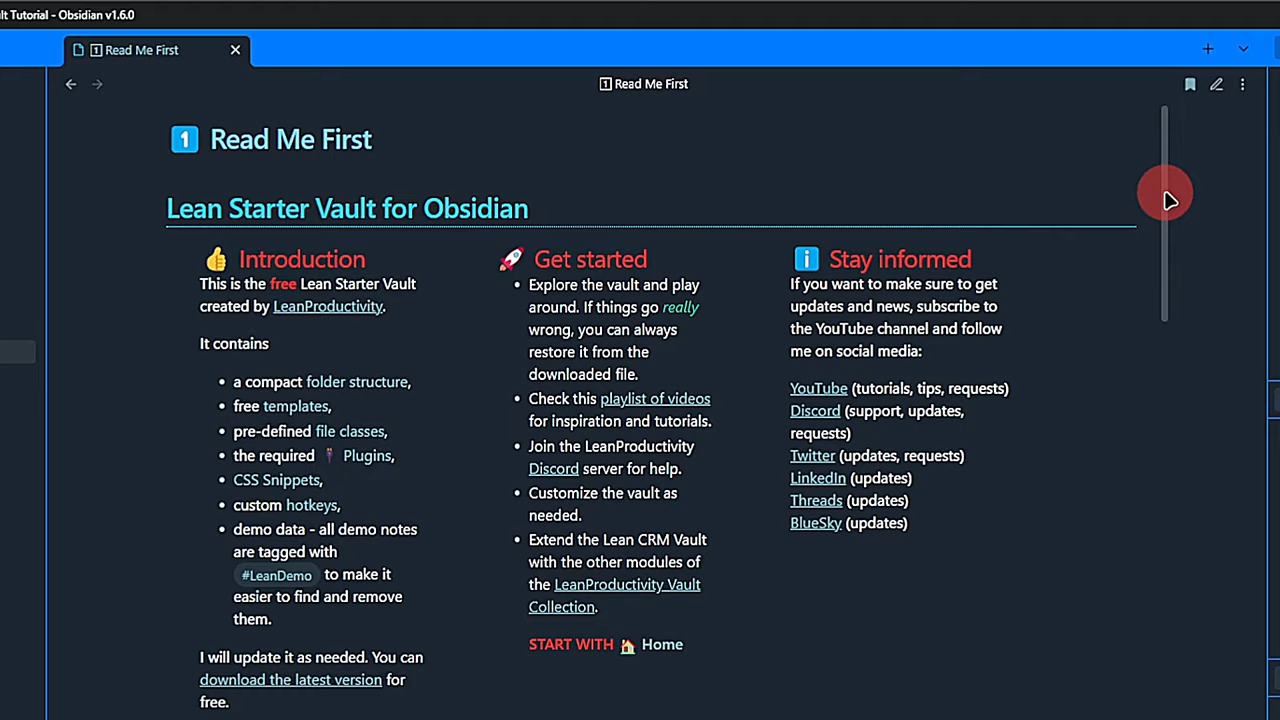 lt Tutorial - Obsidian v1.6.0
1 Read Me First
1 Read Me First
1 Read Me First
Lean Starter Vault for Obsidian
Introduction
This is the free Lean Starter Vault
created by LeanProductivity.
It contains
a compact folder structure,
free templates,
pre-defined file classes,
the required Plugins,
CSS Snippets,
custom hotkeys,
demo data - all demo notes
are tagged with
#LeanDemo to make it
easier to find and remove
them.
I will update it as needed. You can
download the latest version for
free.
Get started
Explore the vault and play
around. If things go really
wrong, you can always
restore it from the
downloaded file.
Check this playlist of videos
for inspiration and tutorials.
Join the LeanProductivity
Discord server for help.
Customize the vault as
needed.
Extend the Lean CRM Vault
with the other modules of
the LeanProductivity Vault
Collection.
START WITH Home
Stay informed
If you want to make sure to get
updates and news, subscribe to
the YouTube channel and follow
me on social media:
YouTube (tutorials, tips, requests)
Discord (support, updates,
requests)
Twitter (updates, requests)
LinkedIn (updates)
Threads (updates)
BlueSky (updates)